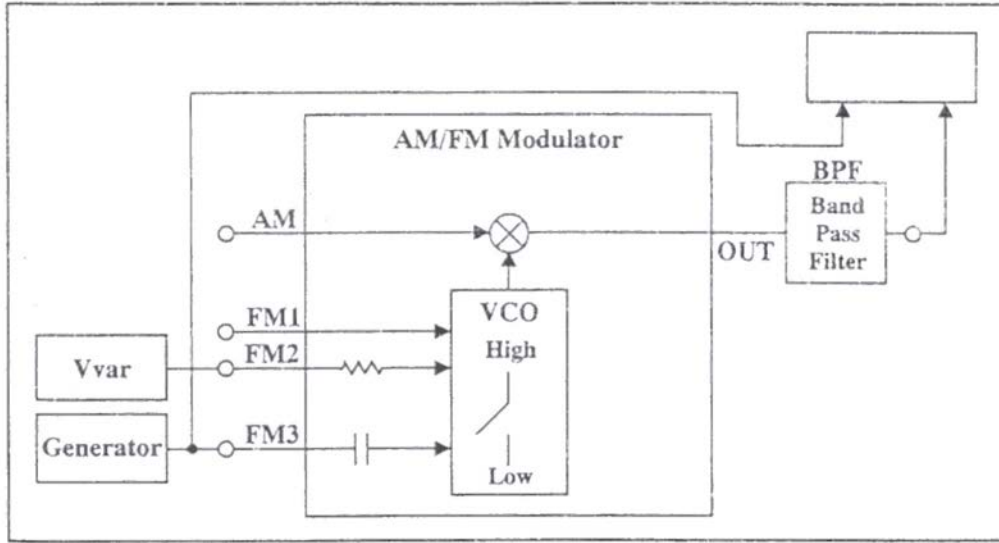 AM/FM Modulator
BPF
Band
Pass
Filter
AM
OUT
FM1
VCO
High
FM2
Vvar
FM3
Generator
Low